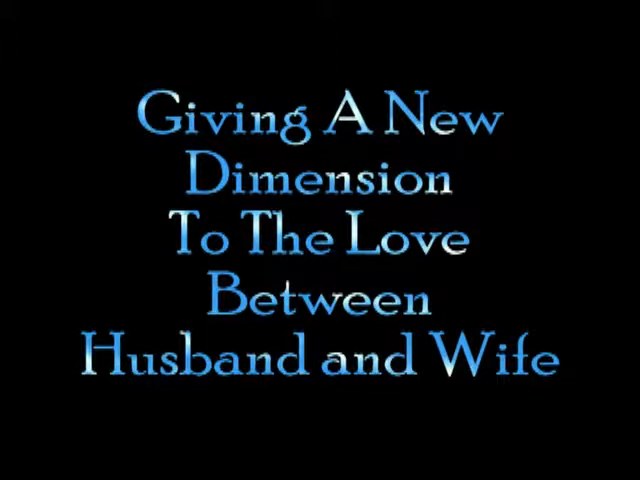 Giving A New
Dimension
To The Love
Between
Husband and Wife